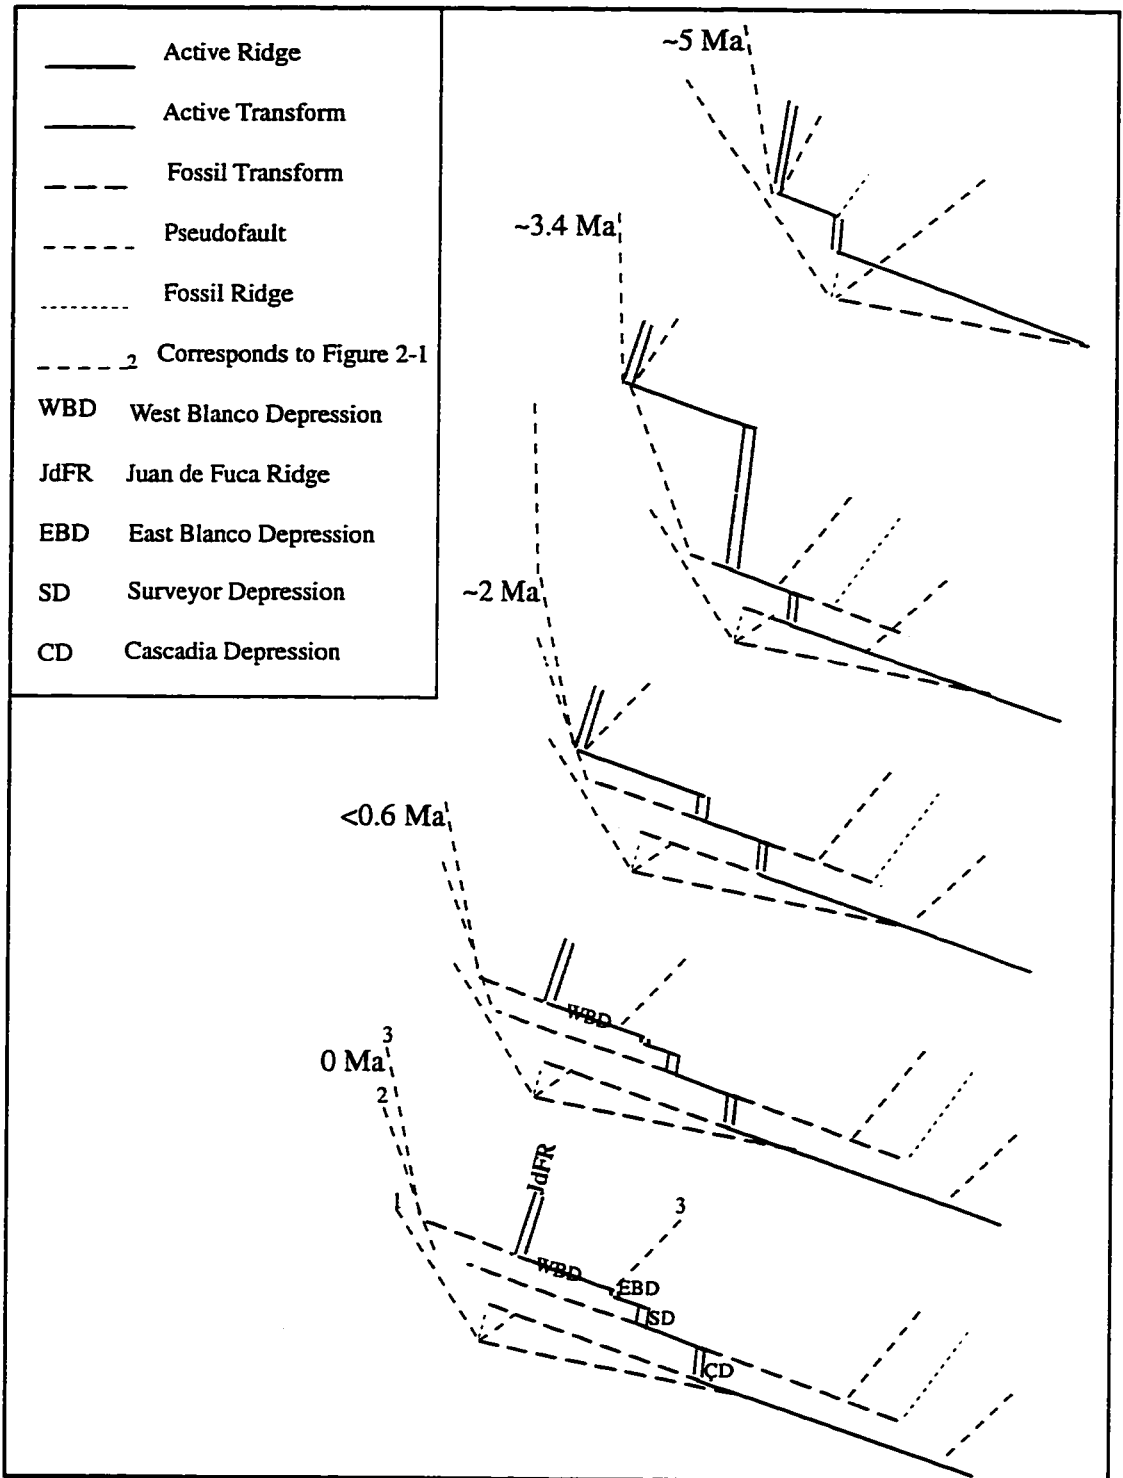 Active Ridge
Active Transform
Fossil Transform
Pseudofault
Fossil Ridge
2 Corresponds to Figure 2-1
WBD West Blanco Depression
JdFR Juan de Fuca Ridge
EBD East Blanco Depression
SD Surveyor Depression
CD Cascadia Depression
~5 Ma
~3.4 Ma
~2 Ma
<0.6 Ma
WBD
0 Ma
3
2
1
JdFR
3
WBD
EBD
SD
CD